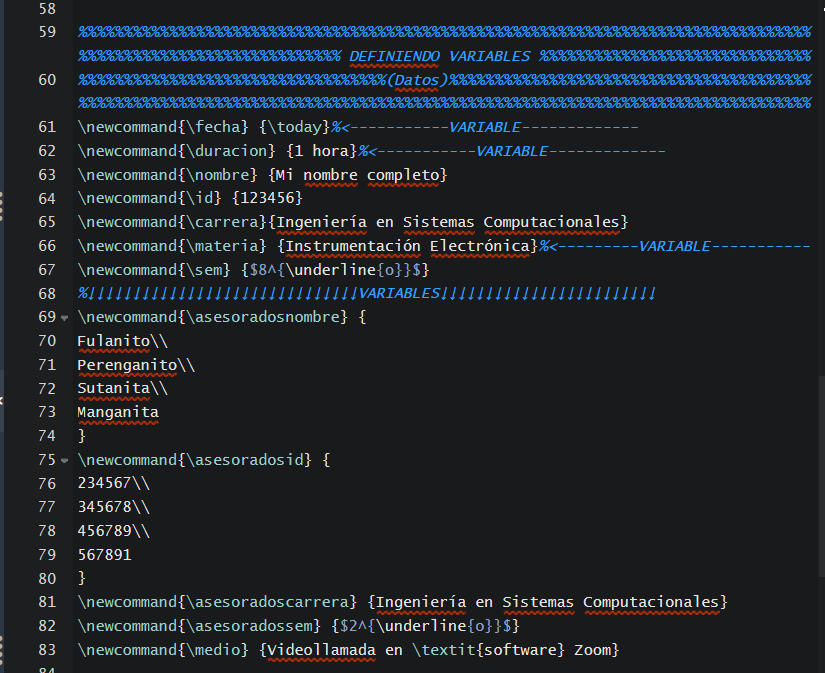 58
59 %%%%%%%%%%%%%%%%%%%%%%%%%%%%%%%%%%%%%%%%%%%%%%%%%%%%%%%%%%%%%%%%%%%%%%%%%%%%%%%%%%%
%%%%%%%%%%%%%%%%%%%%%%%%%%%%% DEFINIENDO VARIABLES %%%%%%%%%%%%%%%%%%%%%%%%%%%%%%
60 %%%%%%%%%%%%%%%%%%%%%%%%%%%%%%%%%%(Datos)%%%%%%%%%%%%%%%%%%%%%%%%%%%%%%%%%%%%%%%%
%%%%%%%%%%%%%%%%%%%%%%%%%%%%%%%%%%%%%%%%%%%%%%%%%%%%%%%%%%%%%%%%%%%%%%%%%%%%%%%%%%%
61 \newcommand{\fecha} {\today}%<-----------VARIABLE-------------
62 \newcommand{\duracion} {1 hora}%<-----------VARIABLE-------------
63 \newcommand{\nombre} {Mi nombre completo}
64 \newcommand{\id} {123456}
65 \newcommand{\carrera}{Ingeniería en Sistemas Computacionales}
66 \newcommand{\materia} {Instrumentación Electrónica}%<---------VARIABLE-----------
67 \newcommand{\sem} {$8^{\underline{o}}$}
68 %↓↓↓↓↓↓↓↓↓↓↓↓↓↓↓↓↓↓↓↓↓↓↓↓↓↓↓↓↓↓VARIABLES↓↓↓↓↓↓↓↓↓↓↓↓↓↓↓↓↓↓↓↓↓↓↓↓
69 \newcommand{\asesoradosnombre} {
70 Fulanito\\
71 Perenganito\\
72 Sutanita\\
73 Manganita
74 }
75 \newcommand{\asesoradosid} {
76 234567\\
77 345678\\
78 456789\\
79 567891
80 }
81 \newcommand{\asesoradoscarrera} {Ingeniería en Sistemas Computacionales}
82 \newcommand{\asesoradossem} {$2^{\underline{o}}$}
83 \newcommand{\medio} {Videollamada en \textit{software} Zoom}
84